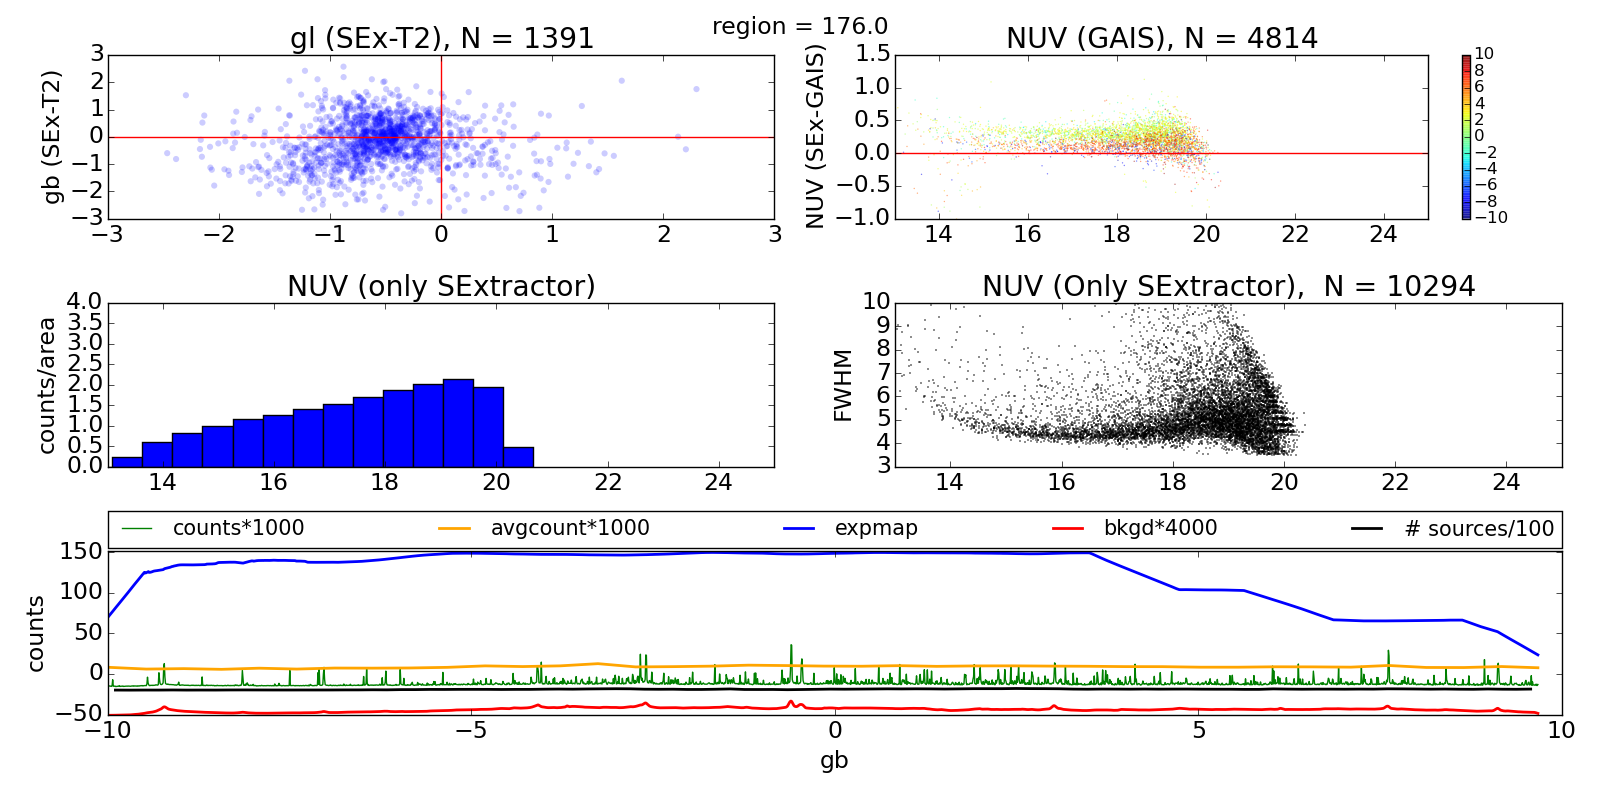 region = 176.0
gl (SEx-T2), N = 1391
gb (SEx-T2)
3
2
1
0
−1
−2
−3
−3 −2 −1 0 1 2 3
NUV (GAIS), N = 4814
NUV (SEx-GAIS)
1.5
1.0
0.5
0.0
−0.5
−1.0
14 16 18 20 22 24
10
8
6
4
2
0
−2
−4
−6
−8
−10
NUV (only SExtractor)
counts/area
4.0
3.5
3.0
2.5
2.0
1.5
1.0
0.5
0.0
14 16 18 20 22 24
NUV (Only SExtractor),  N = 10294
FWHM
10
9
8
7
6
5
4
3
14 16 18 20 22 24
counts*1000 avgcount*1000 expmap bkgd*4000 # sources/100
counts
150
100
50
0
−50
−10 −5 0 5 10
gb